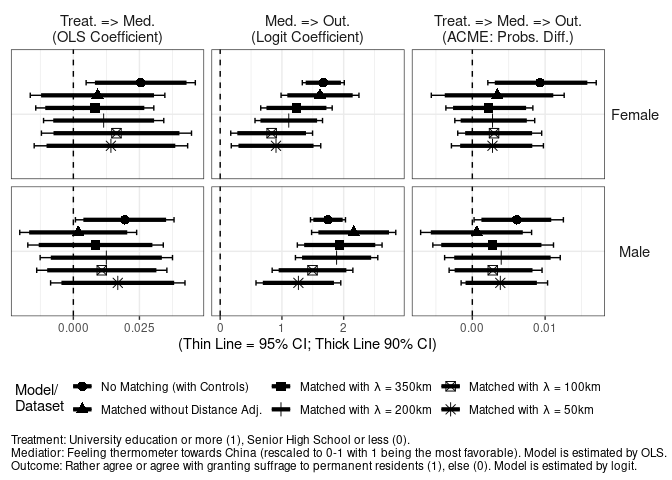 Treat. => Med.
(OLS Coefficient)
Med. => Out.
(Logit Coefficient)
Treat. => Med. => Out.
(ACME: Probs. Diff.)
Female
Male
0.000 0.025
0 1 2
0.00 0.01
(Thin Line = 95% CI; Thick Line 90% CI)
Model/
Dataset
No Matching (with Controls)
Matched without Distance Adj.
Matched with λ = 350km
Matched with λ = 200km
Matched with λ = 100km
Matched with λ = 50km
Treatment: University education or more (1), Senior High School or less (0).
Mediatior: Feeling thermometer towards China (rescaled to 0-1 with 1 being the most favorable). Model is estimated by OLS.
Outcome: Rather agree or agree with granting suffrage to permanent residents (1), else (0). Model is estimated by logit.